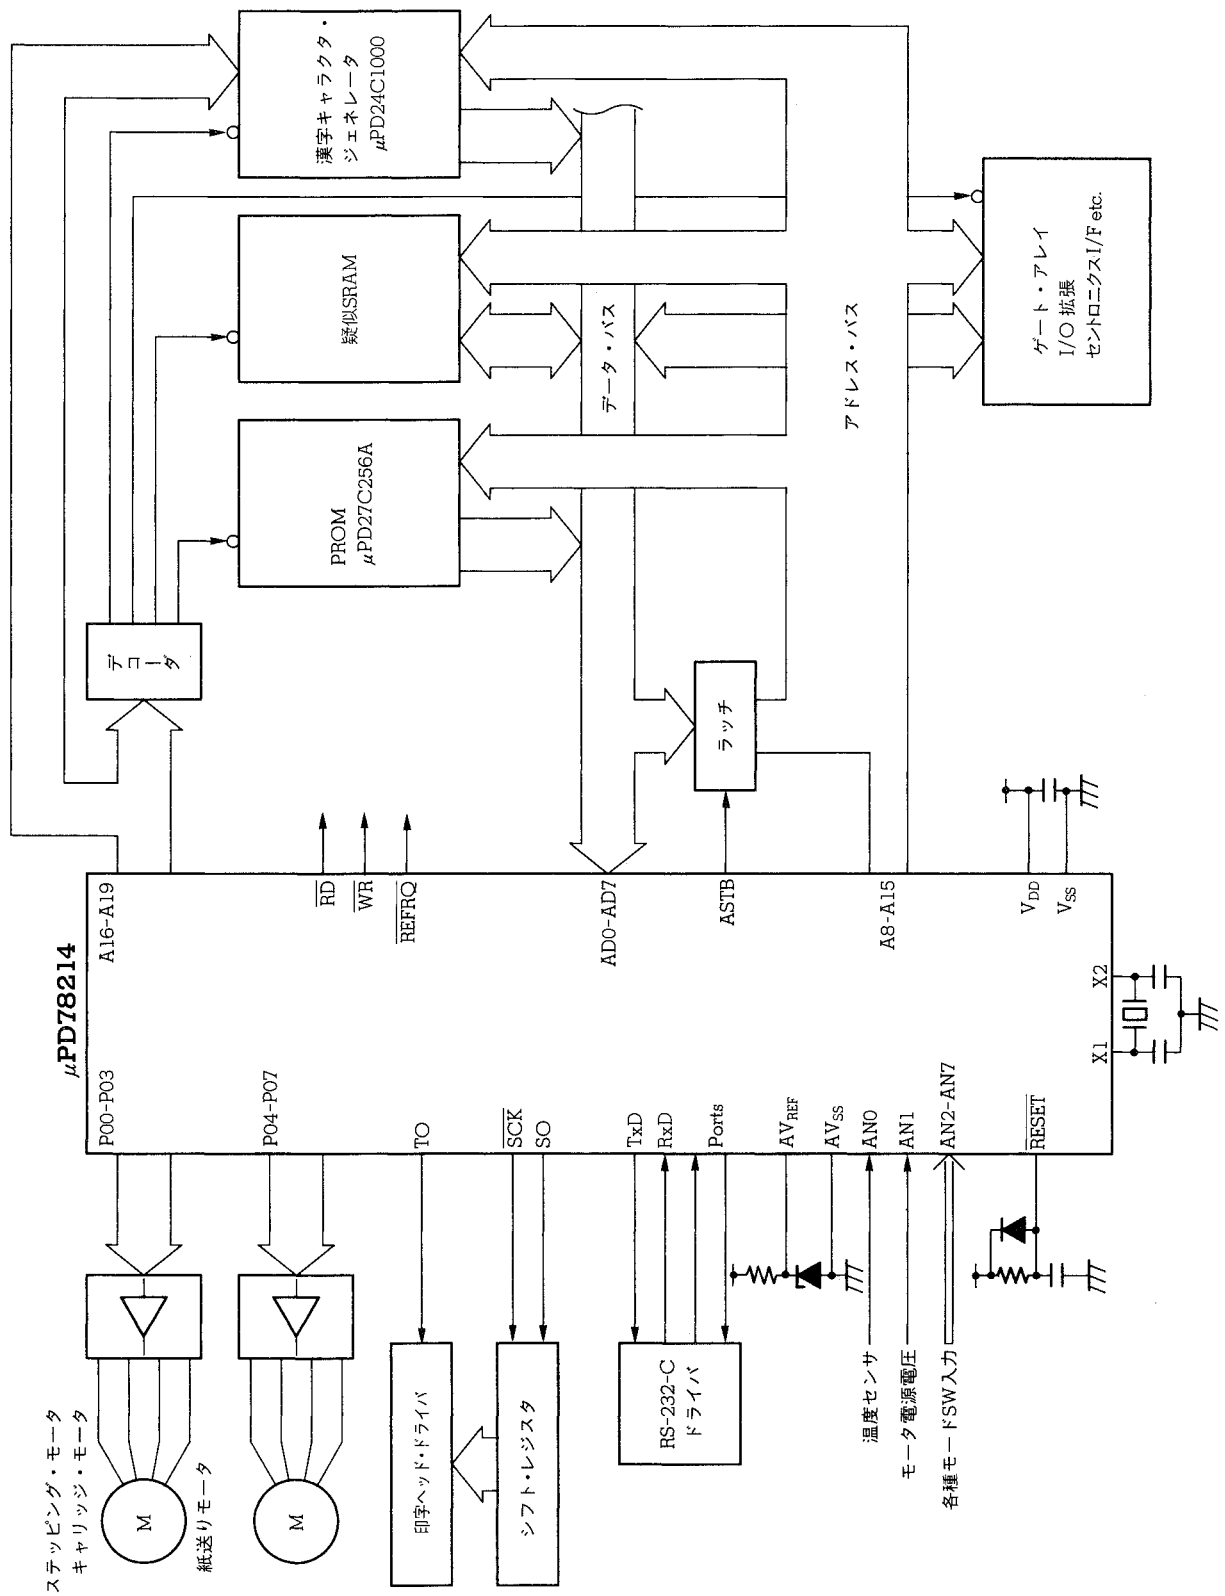 μPD78214
ステッピング・モータ
キャリッジ・モータ
M
紙送りモータ
M
P00-P03
P04-P07
TO
SCK
SO
TxD
RxD
Ports
AVREF
AVSS
AN0
AN1
AN2-AN7
RESET
X1
X2
A16-A19
RD
WR
REFRQ
AD0-AD7
ASTB
A8-A15
VDD
VSS
印字ヘッド・ドライバ
シフト・レジスタ
RS-232-C
ドライバ
温度センサ
モータ電源電圧
各種モードSW入力
デコーダ
ラッチ
PROM
μPD27C256A
疑似SRAM
漢字キャラクタ・
ジェネレータ
μPD24C1000
データ・バス
アドレス・バス
ゲート・アレイ
I/O 拡張
セントロニクスI/F etc.